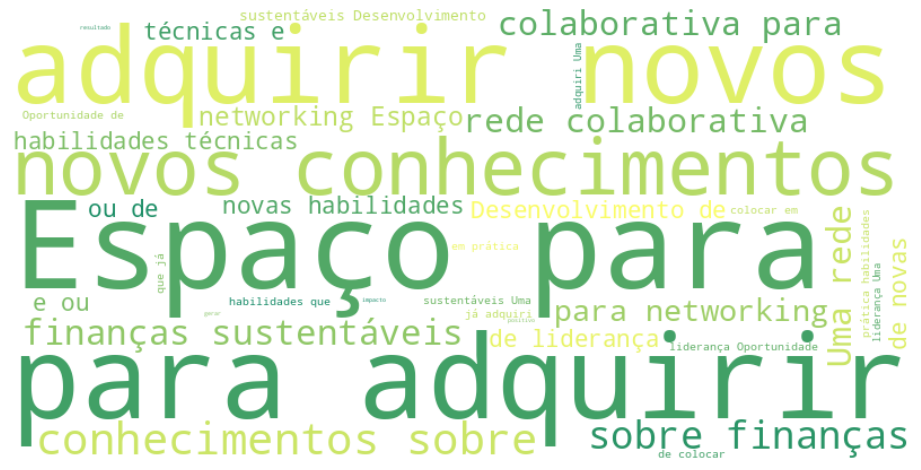 sustentáveis Desenvolvimento
resultado
técnicas e
colaborativa para
adquirir novos
adquiri Uma
Oportunidade de
networking Espaço
rede colaborativa
habilidades técnicas
novos conhecimentos
ou de
novas habilidades
Desenvolvimento de
colocar em
Espaço para
em prática
que já
Uma rede
prática habilidades
liderança Uma
de novas
e ou
habilidades que
impacto
sustentáveis Uma
já adquiri
para networking
gerar
positivo
finanças sustentáveis
de liderança
liderança Oportunidade
para adquirir
conhecimentos sobre
sobre finanças
de colocar